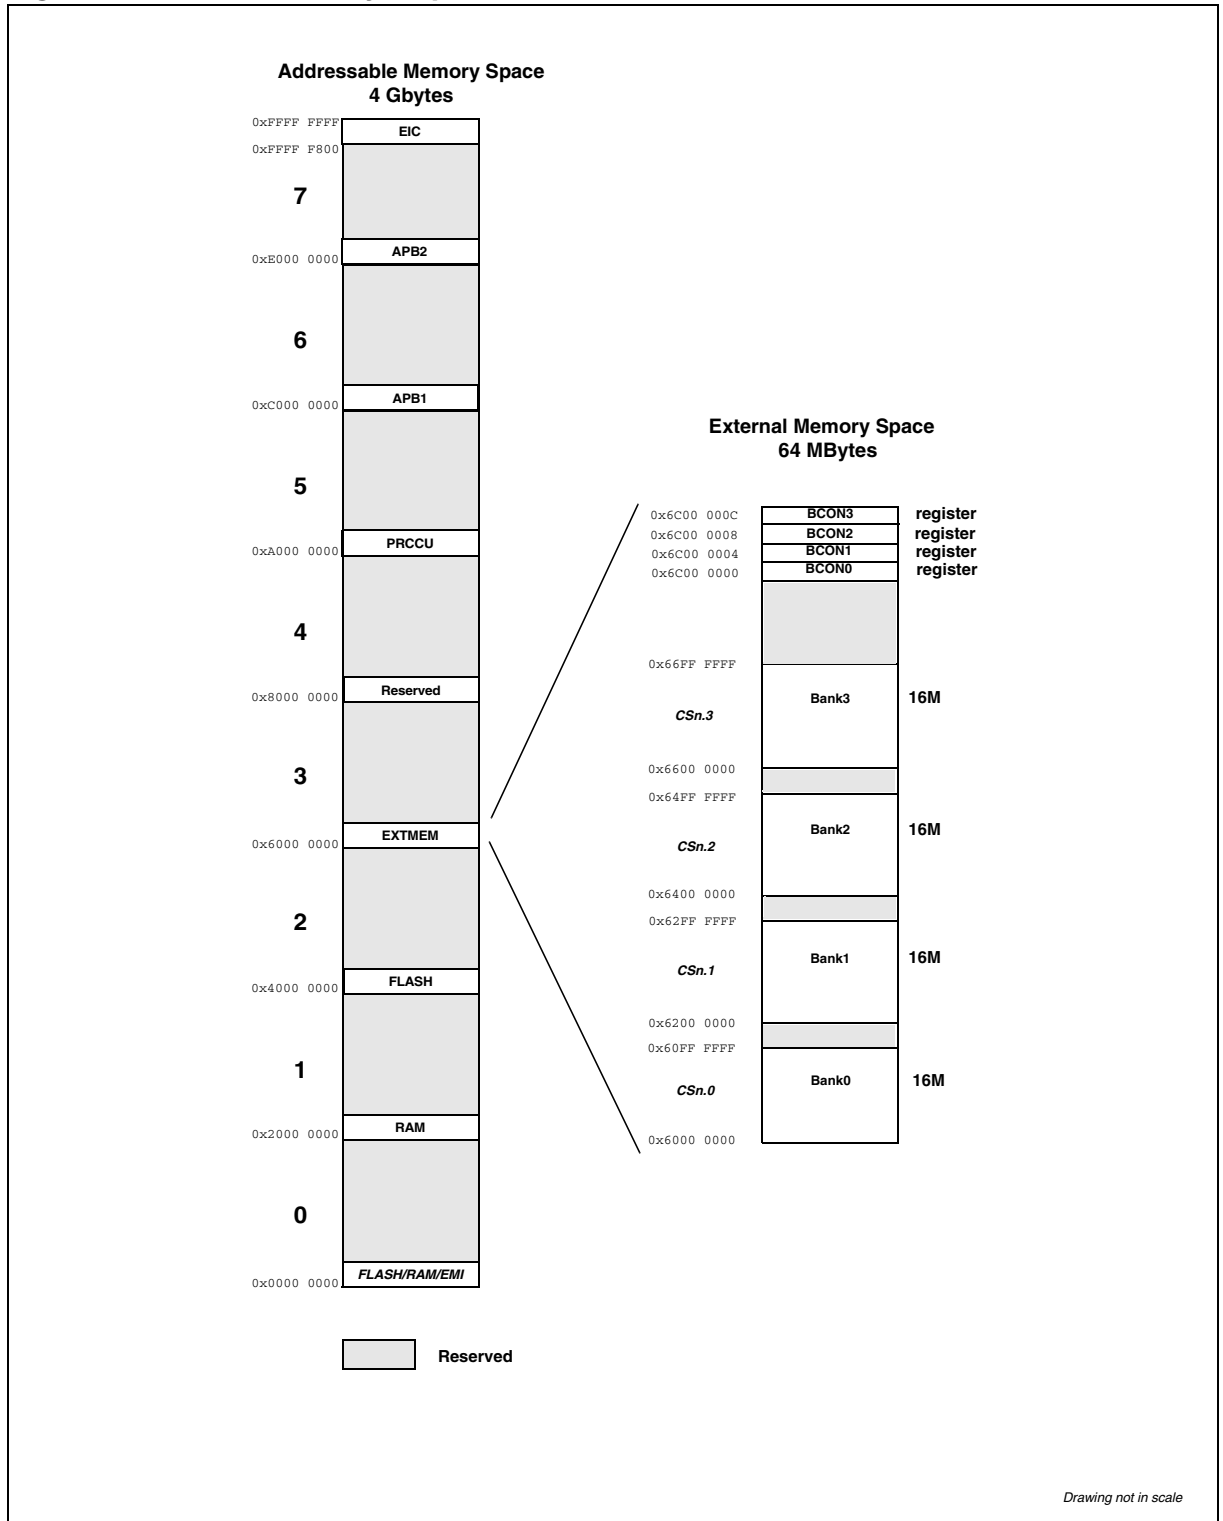 Addressable Memory Space
4 Gbytes
0xFFFF FFFF
EIC
0xFFFF F800
7
APB2
0xE000 0000
6
APB1
0xC000 0000
5
PRCCU
0xA000 0000
4
Reserved
0x8000 0000
3
EXTMEM
0x6000 0000
2
FLASH
0x4000 0000
1
RAM
0x2000 0000
0
FLASH/RAM/EMI
0x0000 0000
Reserved
External Memory Space
64 MBytes
0x6C00 000C BCON3 register
0x6C00 0008 BCON2 register
0x6C00 0004 BCON1 register
0x6C00 0000 BCON0 register
0x66FF FFFF
Bank3 16M
CSn.3
0x6600 0000
0x64FF FFFF
Bank2 16M
CSn.2
0x6400 0000
0x62FF FFFF
Bank1 16M
CSn.1
0x6200 0000
0x60FF FFFF
Bank0 16M
CSn.0
0x6000 0000
Drawing not in scale